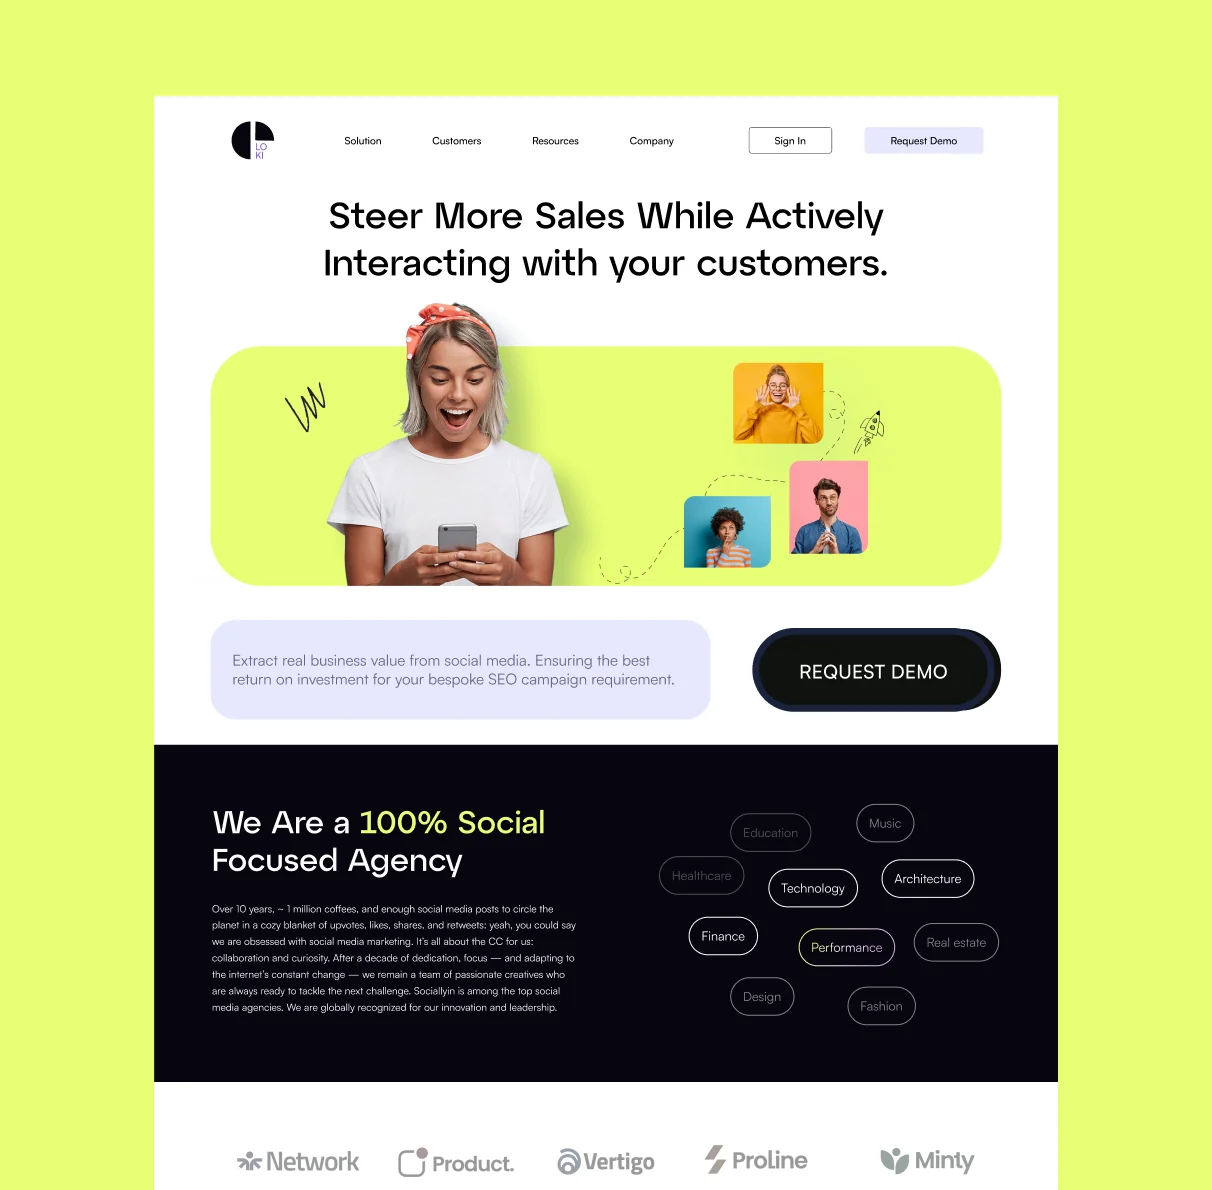 LO
KI
Solution
Customers
Resources
Company
Sign In
Request Demo
Steer More Sales While Actively
Interacting with your customers.
Extract real business value from social media. Ensuring the best
return on investment for your bespoke SEO campaign requirement.
REQUEST DEMO
We Are a 100% Social
Focused Agency
Over 10 years, ~ 1 million coffees, and enough social media posts to circle the
planet in a cozy blanket of upvotes, likes, shares, and retweets: yeah, you could say
we are obsessed with social media marketing. It's all about the CC for us:
collaboration and curiosity. After a decade of dedication, focus — and adapting to
the internet's constant change — we remain a team of passionate creatives who
are always ready to tackle the next challenge. Sociallyin is among the top social
media agencies. We are globally recognized for our innovation and leadership.
Education
Music
Healthcare
Technology
Architecture
Finance
Performance
Real estate
Design
Fashion
Network
Product.
Vertigo
ProLine
Minty